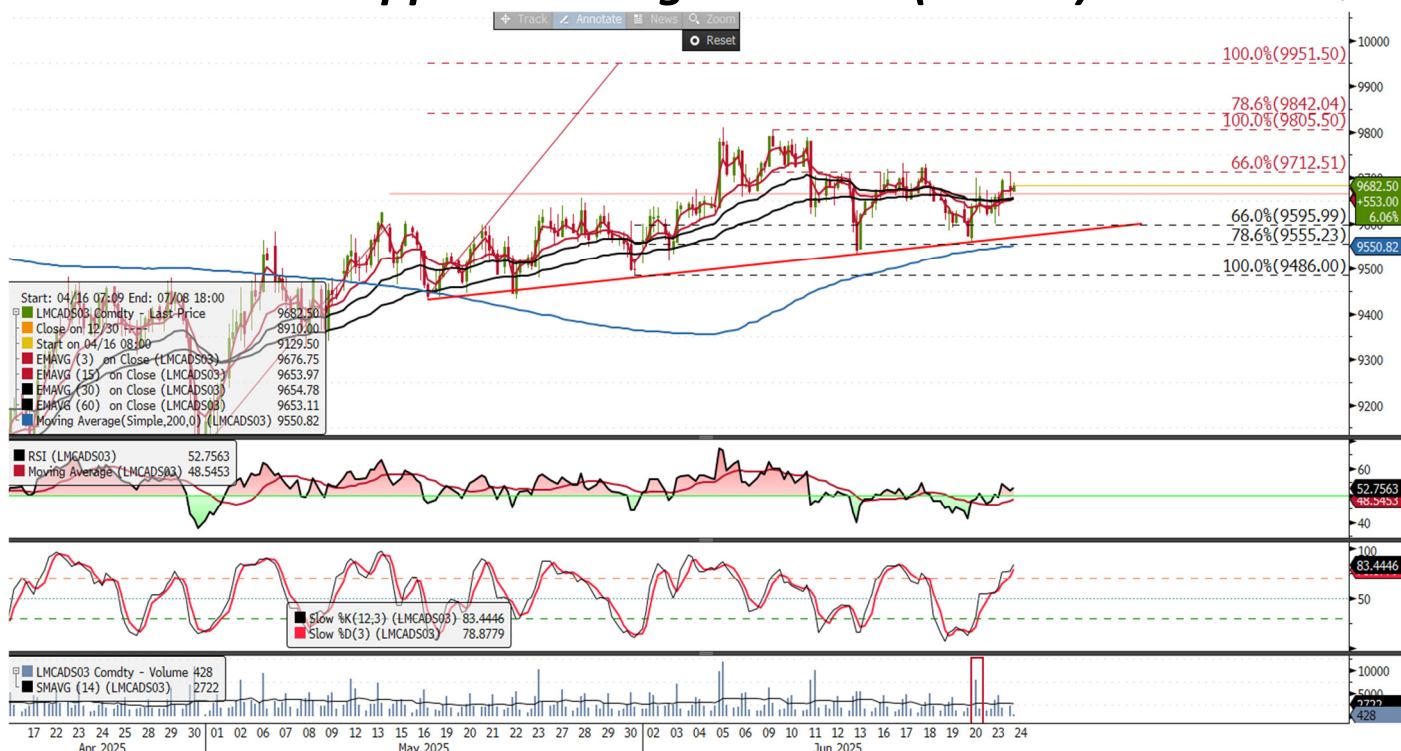 Track Annotate News Zoom
Reset
100.0%(9951.50)
78.6%(9842.04)
100.0%(9805.50)
66.0%(9712.51)
66.0%(9595.99)
78.6%(9555.23)
100.0%(9486.00)
10000
9900
9800
9682.50
+553.00
6.06%
9550.82
9500
9400
9300
9200
Start: 04/16 07:09 End: 07/08 18:00
LMCADS03 Comdty - Last Price 9682.50
Close on 12/30 ---- 8910.00
Start on 04/16 08:00 9129.50
EMAVG (3) on Close (LMCADS03) 9676.75
EMAVG (15) on Close (LMCADS03) 9653.97
EMAVG (30) on Close (LMCADS03) 9654.78
EMAVG (60) on Close (LMCADS03) 9653.11
Moving Average(Simple,200,0) (LMCADS03) 9550.82
RSI (LMCADS03) 52.7563
Moving Average (LMCADS03) 48.5453
60
52.7563
48.5453
40
Slow %K(12,3) (LMCADS03) 83.4446
Slow %D(3) (LMCADS03) 78.8779
100
83.4446
50
LMCADS03 Comdty - Volume 428
SMAVG (14) (LMCADS03) 2722
10000
5000
2722
428
17 22 23 24 25 28 29 30 01 02 06 07 08 09 12 13 14 15 16 19 20 21 22 23 27 28 29 30 02 03 04 05 06 09 10 11 12 13 16 17 18 19 20 23 24
Apr 2025 May 2025 Jun 2025